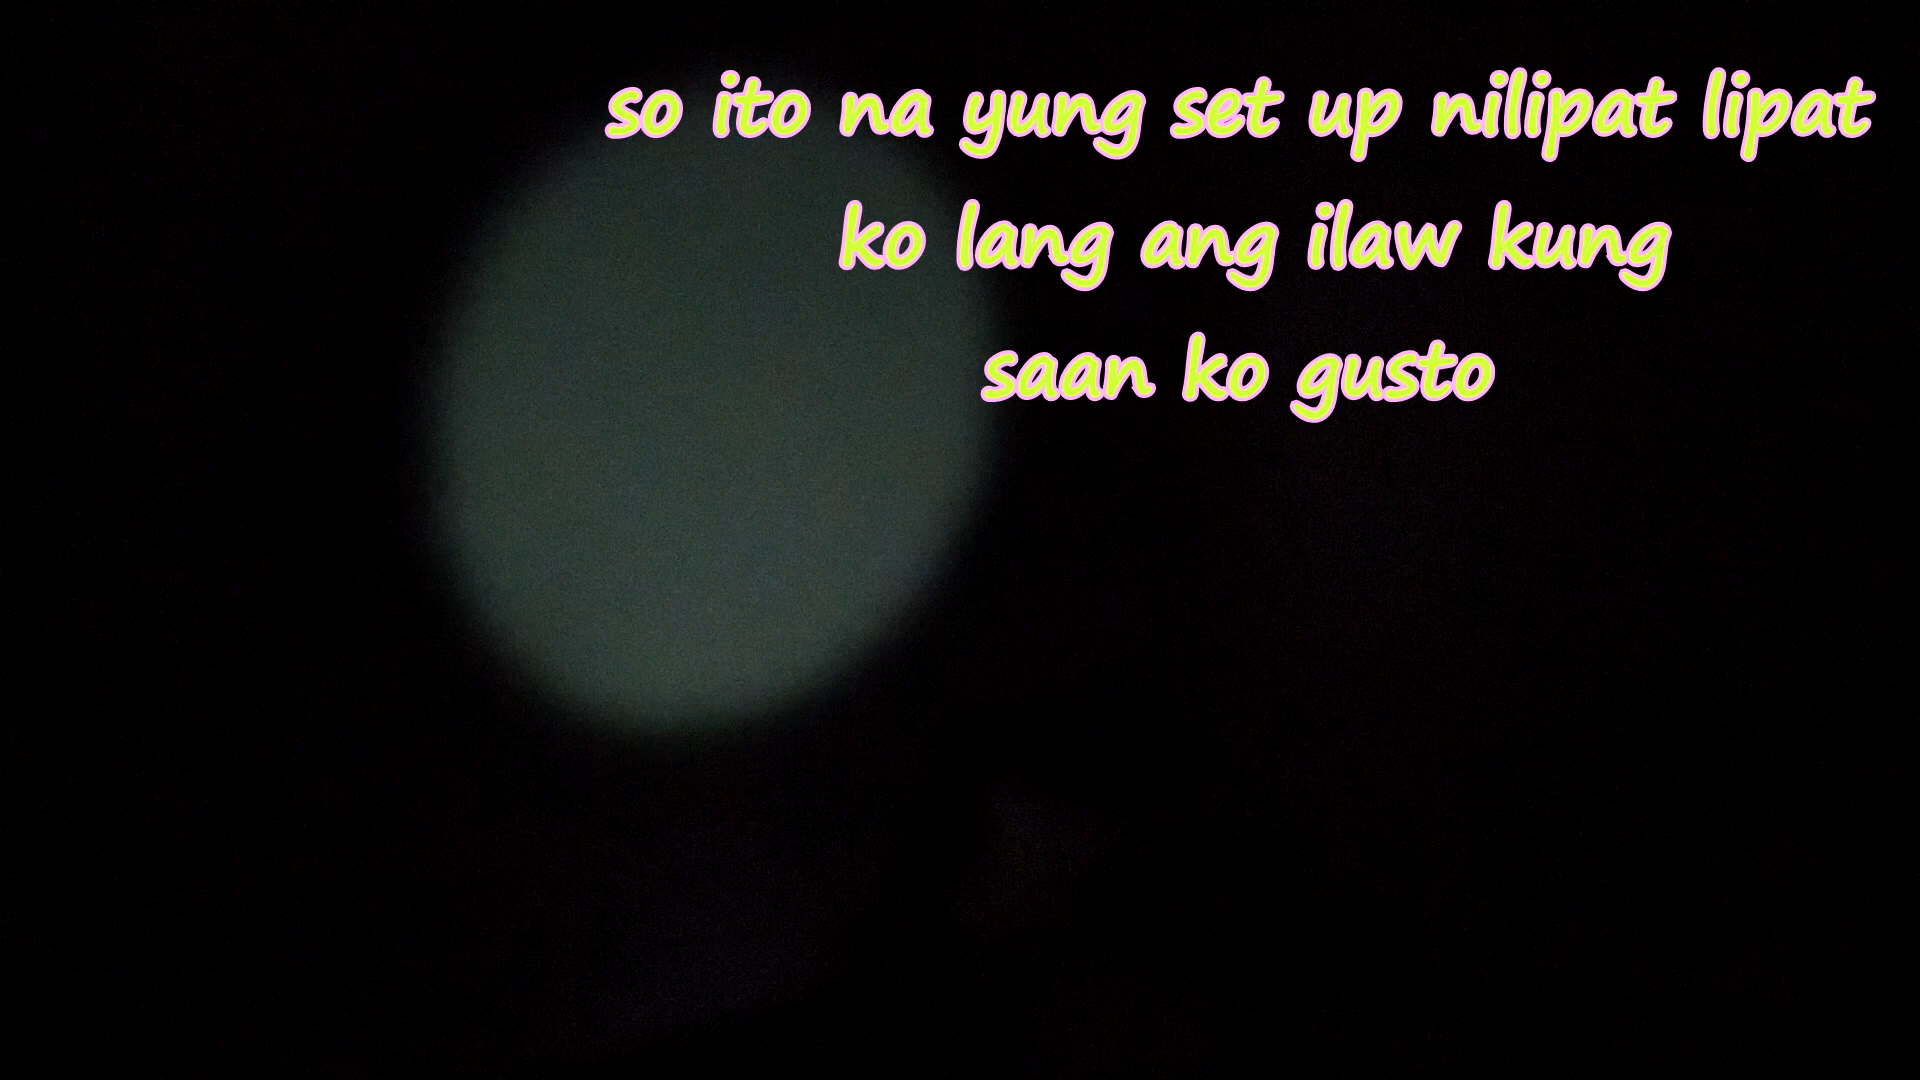 so ito na yung set up nilipat lipat
ko lang ang ilaw kung
saan ko gusto